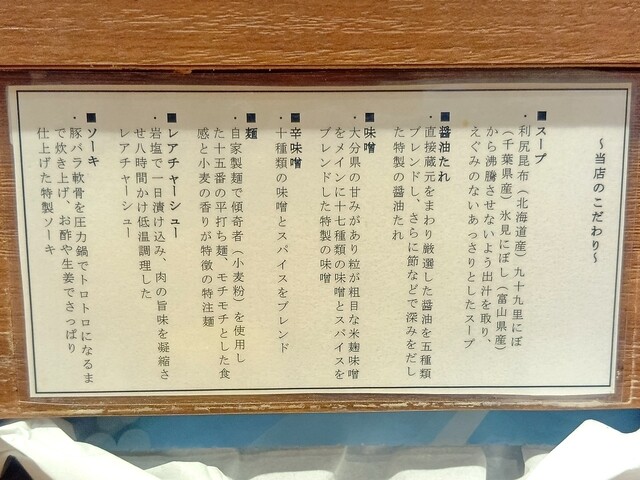 ～当店のこだわり～
■スープ
・利尻昆布（北海道産）九十九里にぼ
（千葉県産）氷見にぼし（富山県産）
から沸騰させないよう出汁を取り、
えぐみのないあっさりとしたスープ
■醤油たれ
・直接蔵元をまわり厳選した醤油を五種類
ブレンドし、さらに節などで深みをだし
た特製の醤油たれ
■味噌
・大分県の甘みがあり粒が粗目な米麹味噌
をメインに十七種類の味噌とスパイスを
ブレンドした特製の味噌
■辛味噌
・十種類の味噌とスパイスをブレンド
■麺
・自家製麺で傾奇者（小麦粉）を使用し
た十五番の平打ち麺、モチモチとした食
感と小麦の香りが特徴の特注麺
■レアチャーシュー
・岩塩で一日漬け込み、肉の旨味を凝縮さ
せ八時間かけ低温調理した
レアチャーシュー
■ソーキ
・豚バラ軟骨を圧力鍋でトロトロになるま
で炊き上げ、お酢や生姜でさっぱり
仕上げた特製ソーキ